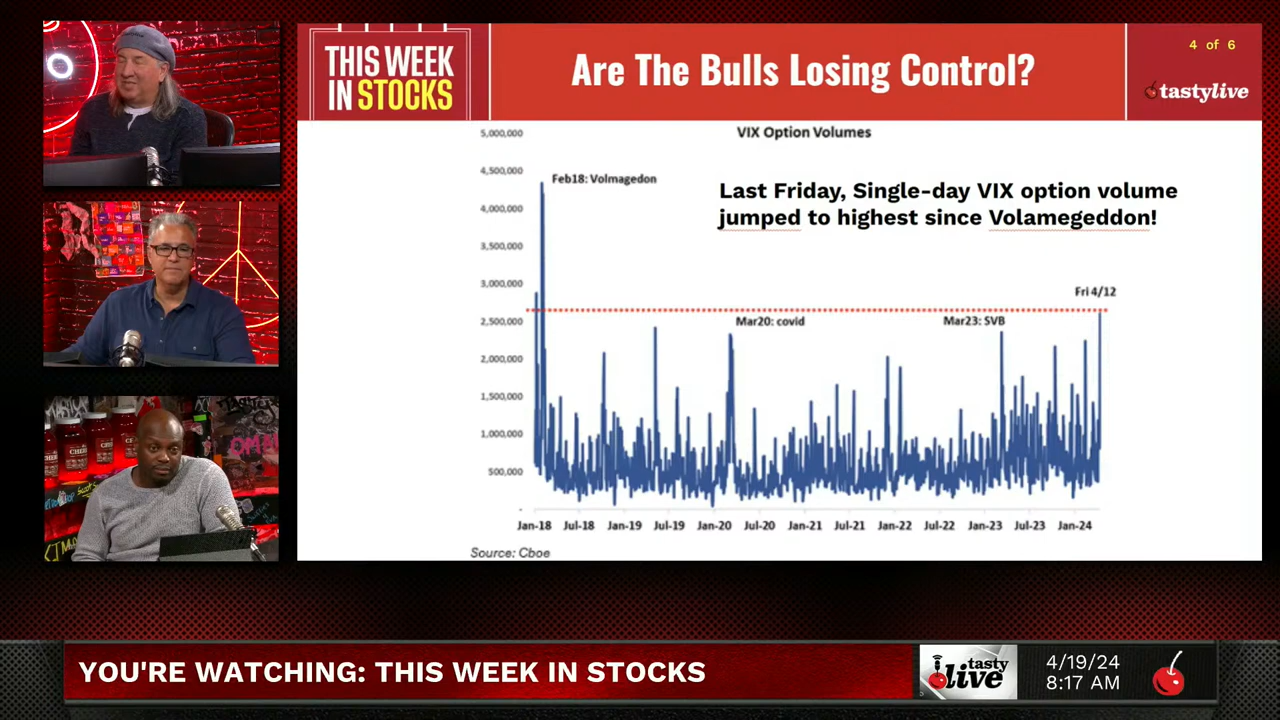 THIS WEEK
IN STOCKS
Are The Bulls Losing Control?
4 of 6
tastylive
VIX Option Volumes
5,000,000
4,500,000
4,000,000
3,500,000
3,000,000
2,500,000
2,000,000
1,500,000
1,000,000
500,000
-
Feb18: Volmagedon
Last Friday, Single-day VIX option volume
jumped to highest since Volamegeddon!
Fri 4/12
Mar20: covid
Mar23: SVB
Jan-18 Jul-18 Jan-19 Jul-19 Jan-20 Jul-20 Jan-21 Jul-21 Jan-22 Jul-22 Jan-23 Jul-23 Jan-24
Source: Cboe
YOU'RE WATCHING: THIS WEEK IN STOCKS
tasty
live
4/19/24
8:17 AM